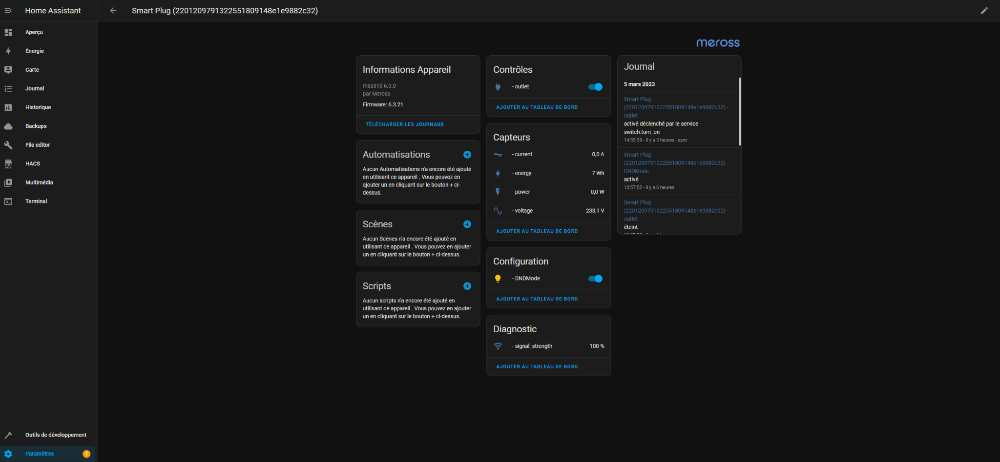 Home Assistant
Smart Plug (2201209791322551809148e1e9882c32)
Aperçu
Énergie
Carte
Journal
Historique
Backups
File editor
HACS
Multimédia
Terminal
Outils de développement
Paramètres
1
meross
Informations Appareil
mss310 6.0.0
par Meross
Firmware: 6.3.21
TÉLÉCHARGER LES JOURNAUX
Automatisations
Aucun Automatisations n'a encore été ajouté
en utilisant ce appareil . Vous pouvez en
ajouter un en cliquant sur le bouton + ci-
dessus.
Scènes
Aucun Scènes n'a encore été ajouté en
utilisant ce appareil . Vous pouvez en ajouter
un en cliquant sur le bouton + ci-dessus.
Scripts
Aucun scripts n'a encore été ajouté en
utilisant ce appareil . Vous pouvez en ajouter
un en cliquant sur le bouton + ci-dessus.
Contrôles
- outlet
AJOUTER AU TABLEAU DE BORD
Capteurs
- current 0,0 A
- energy 7 Wh
- power 0,0 W
- voltage 233,1 V
AJOUTER AU TABLEAU DE BORD
Configuration
- DNDMode
AJOUTER AU TABLEAU DE BORD
Diagnostic
- signal_strength 100 %
AJOUTER AU TABLEAU DE BORD
Journal
5 mars 2023
Smart Plug
(2201209791322551809148e1e9882c32) -
outlet
activé déclenché par le service
switch.turn_on
14:55:39 - Il y a 5 heures - sync
Smart Plug
(2201209791322551809148e1e9882c32) -
DNDMode
activé
13:57:52 - Il y a 6 heures
Smart Plug
(2201209791322551809148e1e9882c32) -
outlet
éteint